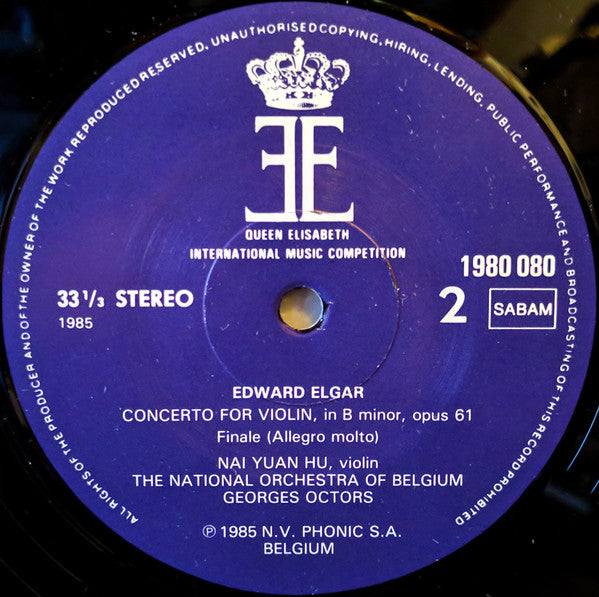 ALL RIGHTS OF THE PRODUCER AND OF THE OWNER OF THE WORK REPRODUCED RESERVED. UNAUTHORISED COPYING, HIRING, LENDING, PUBLIC PERFORMANCE AND BROADCASTING OF THIS RECORD PROHIBITED
EE
QUEEN ELISABETH
INTERNATIONAL MUSIC COMPETITION
1980 080
33 1/3 STEREO
2
SABAM
1985
EDWARD ELGAR
CONCERTO FOR VIOLIN, in B minor, opus 61
Finale (Allegro molto)
NAI YUAN HU, violin
THE NATIONAL ORCHESTRA OF BELGIUM
GEORGES OCTORS
℗ 1985 N.V. PHONIC S.A.
BELGIUM